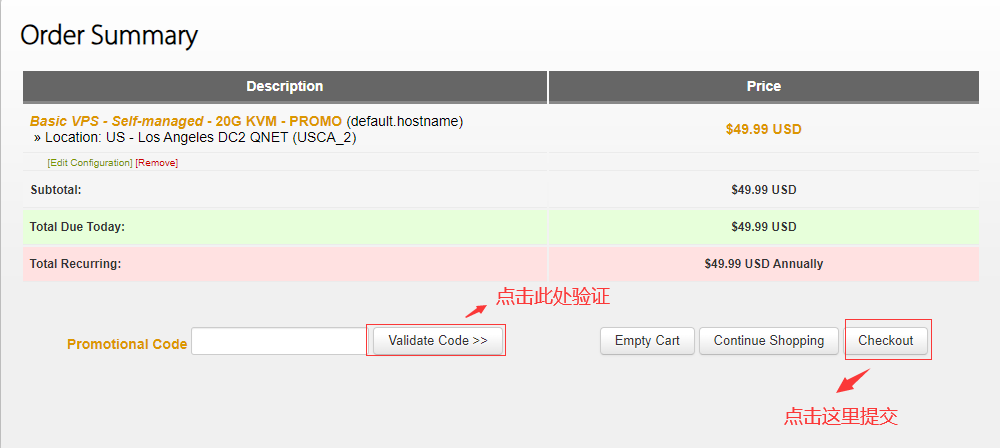 Order Summary
Description Price
Basic VPS - Self-managed - 20G KVM - PROMO (default.hostname)
» Location: US - Los Angeles DC2 QNET (USCA_2)
$49.99 USD
[Edit Configuration] [Remove]
Subtotal: $49.99 USD
Total Due Today: $49.99 USD
Total Recurring: $49.99 USD Annually
点击此处验证
Promotional Code Validate Code >> Empty Cart Continue Shopping Checkout
点击这里提交